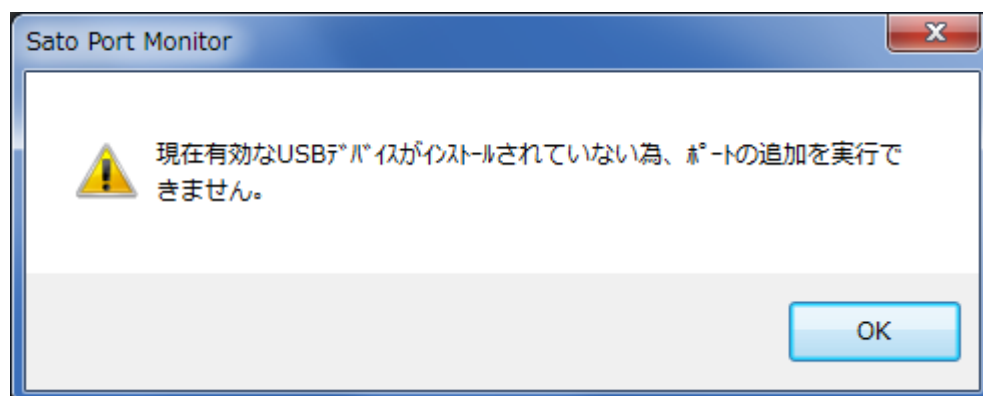 Sato Port Monitor
現在有効なUSBﾃﾞﾊﾞｲｽがｲﾝｽﾄｰﾙされていない為、ﾎﾟｰﾄの追加を実行で
きません。
OK